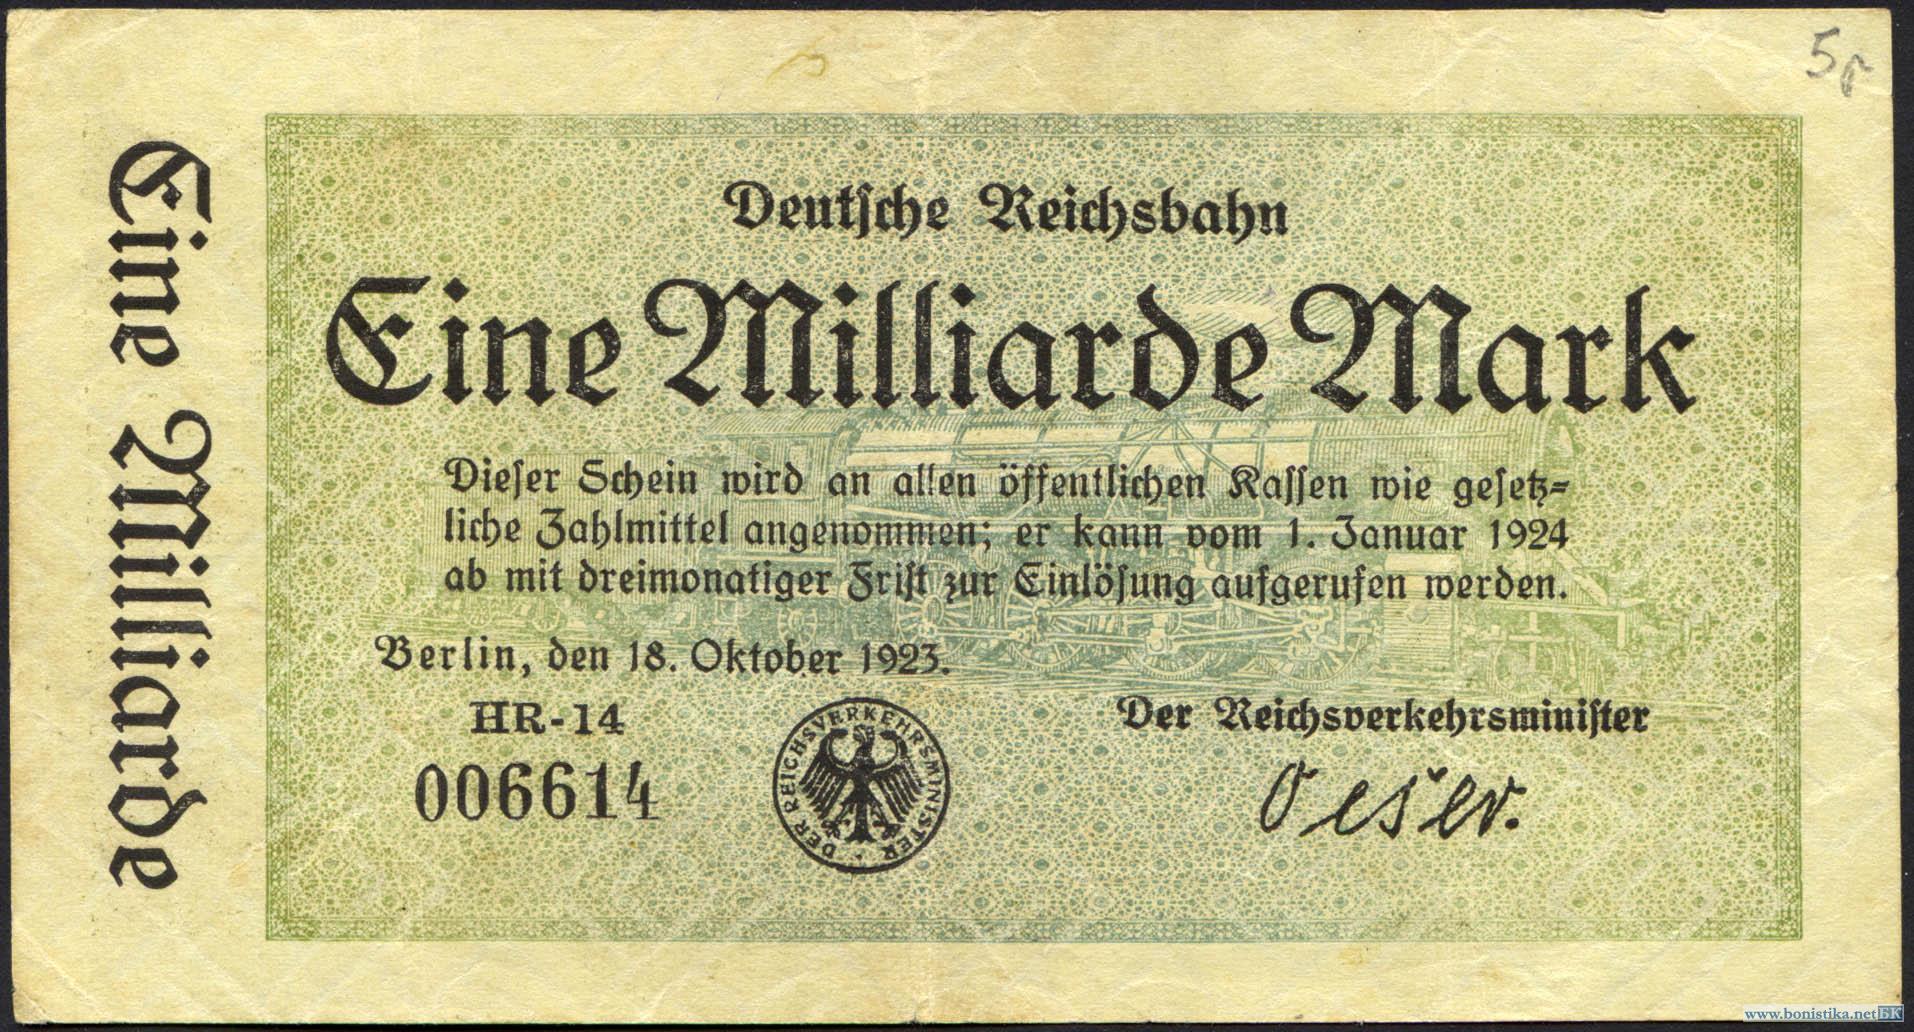 5р
Deutsche Reichsbahn
Eine Milliarde Mark
Dieser Schein wird an allen öffentlichen Kassen wie gesetz=
liche Zahlmittel angenommen; er kann vom 1. Januar 1924
ab mit dreimonatiger Frist zur Einlösung aufgerufen werden.
Berlin, den 18. Oktober 1923.
HR-14
006614
DER REICHSVERKEHRSMINISTER
Der Reichsverkehrsminister
Oeser.
Eine Milliarde
www.bonistika.net БК